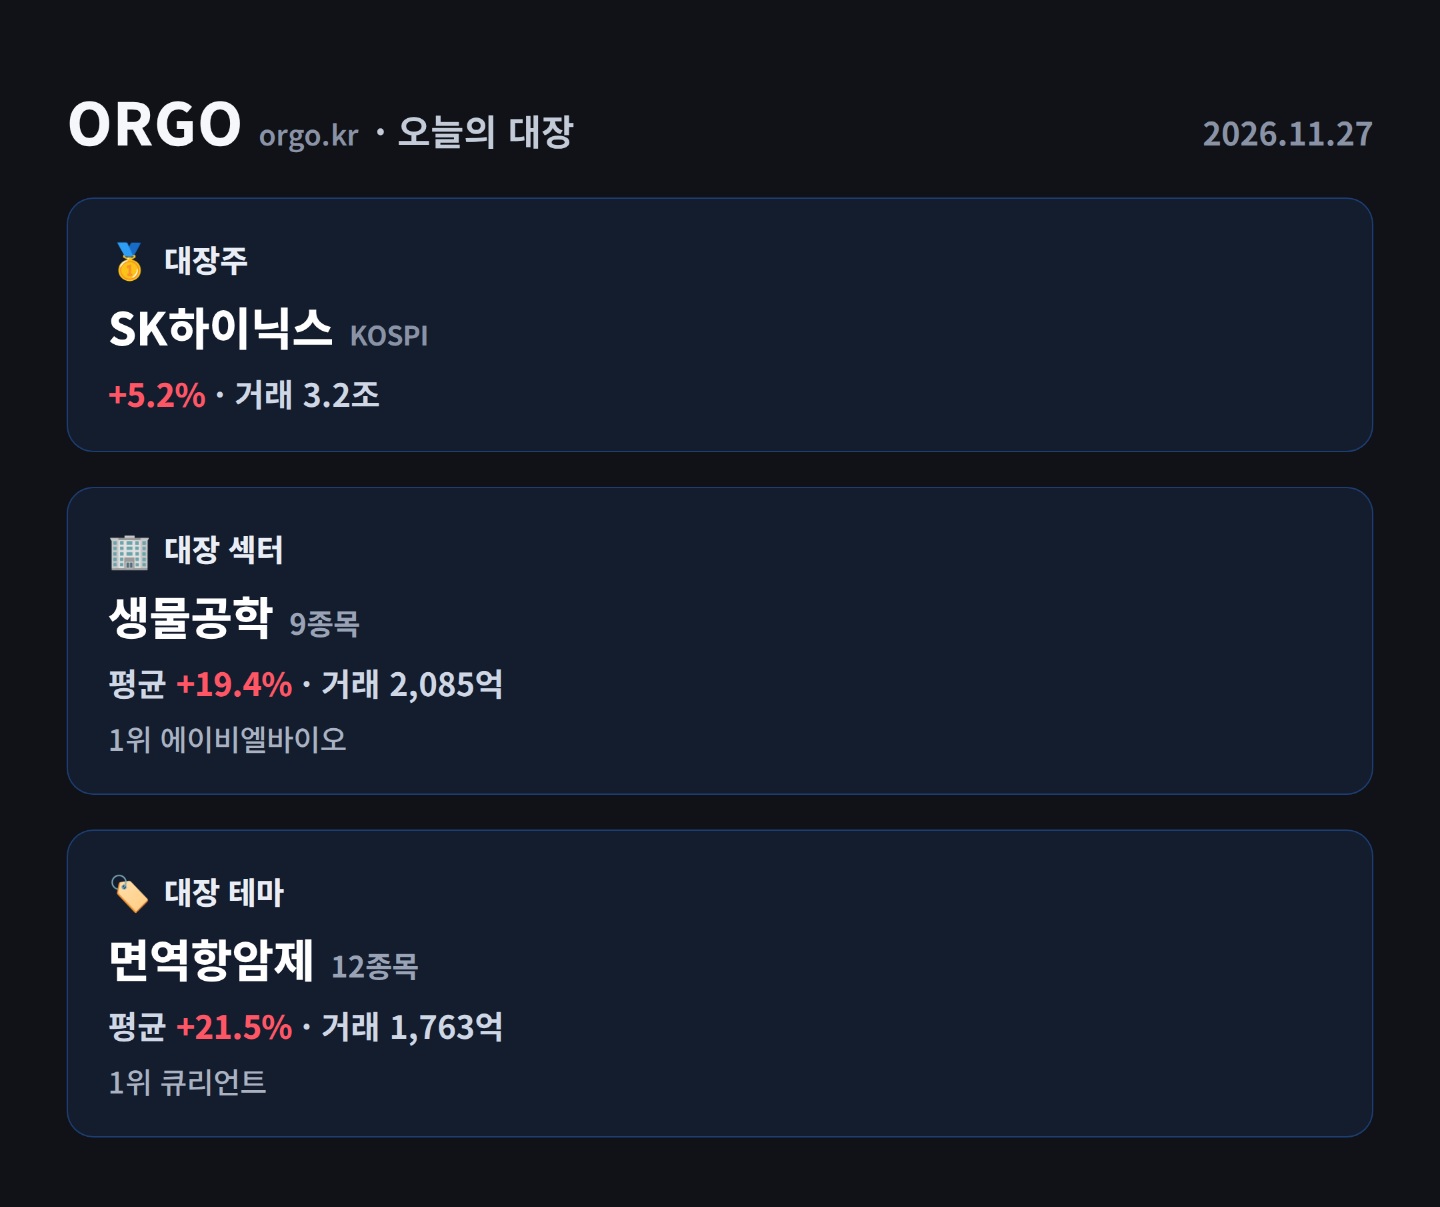 ORGO orgo.kr · 오늘의 대장 2026.11.27
🥇 대장주
SK하이닉스 KOSPI
+5.2% · 거래 3.2조
🏢 대장 섹터
생물공학 9종목
평균 +19.4% · 거래 2,085억
1위 에이비엘바이오
🏷️ 대장 테마
면역항암제 12종목
평균 +21.5% · 거래 1,763억
1위 큐리언트